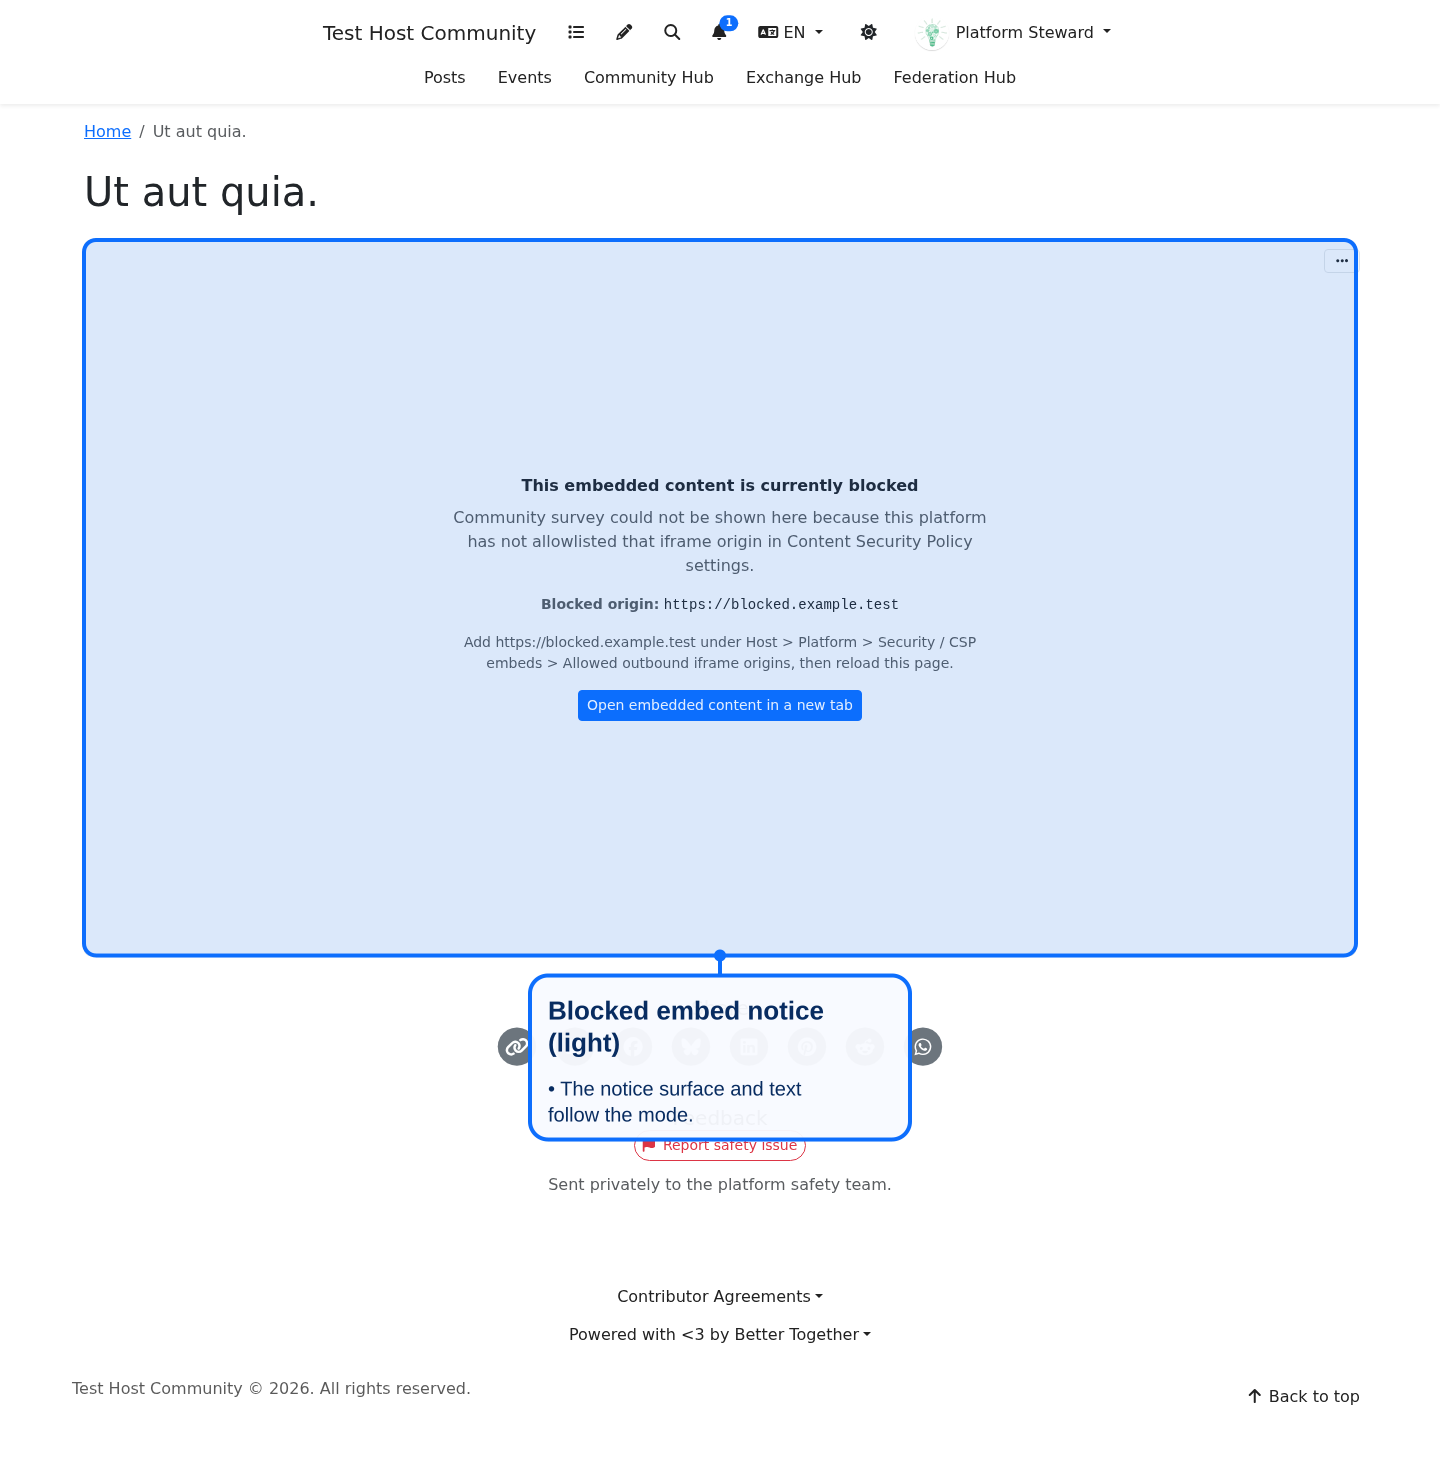 Test Host Community
1
EN
Platform Steward
Posts
Events
Community Hub
Exchange Hub
Federation Hub
Home / Ut aut quia.
Ut aut quia.
This embedded content is currently blocked
Community survey could not be shown here because this platform
has not allowlisted that iframe origin in Content Security Policy
settings.
Blocked origin: https://blocked.example.test
Add https://blocked.example.test under Host > Platform > Security / CSP
embeds > Allowed outbound iframe origins, then reload this page.
Open embedded content in a new tab
Blocked embed notice
(light)
• The notice surface and text
follow the mode.
Report safety issue
Sent privately to the platform safety team.
Contributor Agreements
Powered with <3 by Better Together
Test Host Community © 2026. All rights reserved.
Back to top